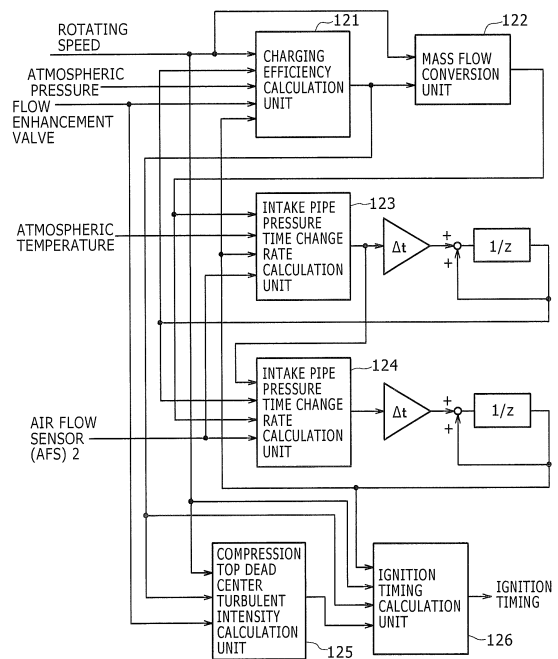 ROTATING
SPEED
ATMOSPHERIC
PRESSURE
FLOW
ENHANCEMENT
VALVE
121
CHARGING
EFFICIENCY
CALCULATION
UNIT
122
MASS FLOW
CONVERSION
UNIT
ATMOSPHERIC
TEMPERATURE
123
INTAKE PIPE
PRESSURE
TIME CHANGE
RATE
CALCULATION
UNIT
Δt
+
+
1/z
AIR FLOW
SENSOR
(AFS) 2
124
INTAKE PIPE
PRESSURE
TIME CHANGE
RATE
CALCULATION
UNIT
Δt
+
+
1/z
COMPRESSION
TOP DEAD
CENTER
TURBULENT
INTENSITY
CALCULATION
UNIT
125
IGNITION
TIMING
CALCULATION
UNIT
126
IGNITION
TIMING